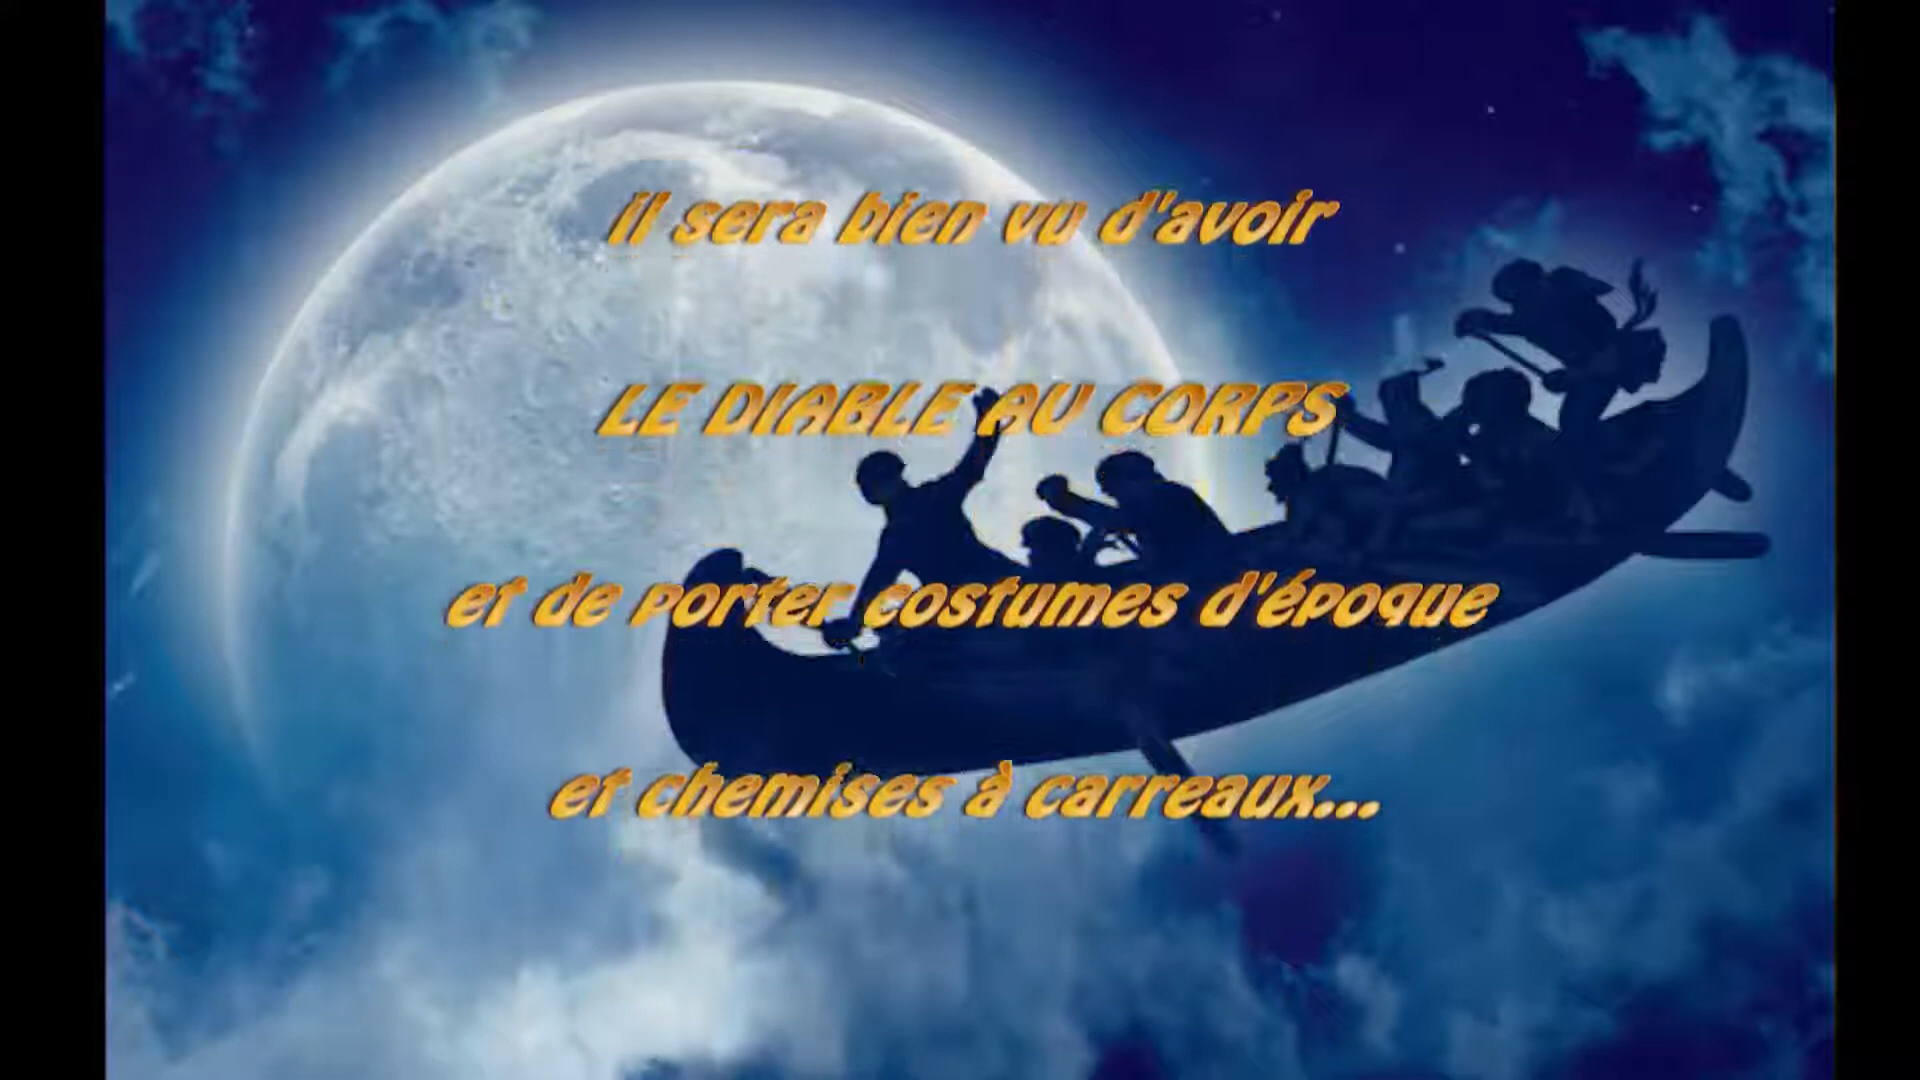 il sera bien vu d'avoir
LE DIABLE AU CORPS
et de porter costumes d'époque
et chemises à carreaux...